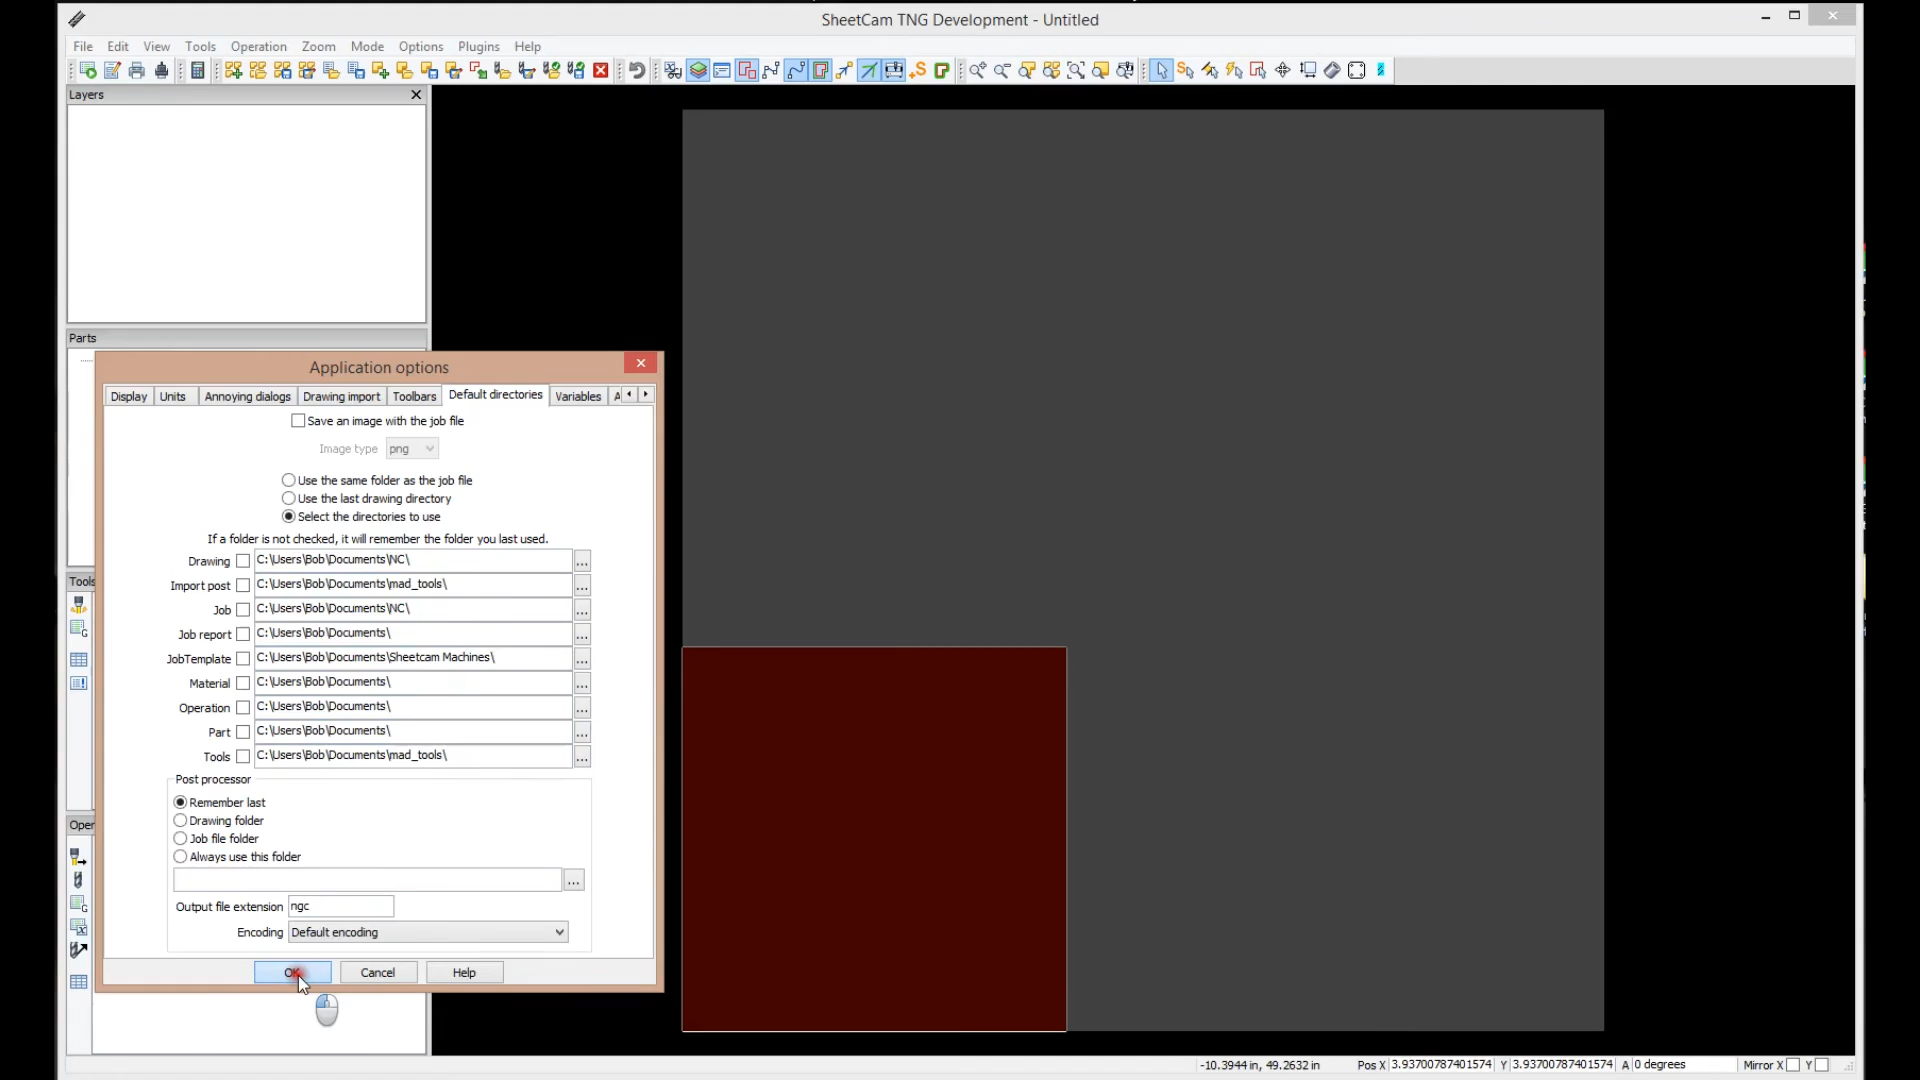 SheetCam TNG Development - Untitled
File Edit View Tools Operation Zoom Mode Options Plugins Help
Layers
Parts
Application options
Display Units Annoying dialogs Drawing import Toolbars Default directories Variables A
Save an image with the job file
Image type png
Use the same folder as the job file
Use the last drawing directory
Select the directories to use
If a folder is not checked, it will remember the folder you last used.
Drawing C:\Users\Bob\Documents\NC\ ...
Import post C:\Users\Bob\Documents\mad_tools\ ...
Job C:\Users\Bob\Documents\NC\ ...
Job report C:\Users\Bob\Documents\ ...
JobTemplate C:\Users\Bob\Documents\Sheetcam Machines\ ...
Material C:\Users\Bob\Documents\ ...
Operation C:\Users\Bob\Documents\ ...
Part C:\Users\Bob\Documents\ ...
Tools C:\Users\Bob\Documents\mad_tools\ ...
Post processor
Remember last
Drawing folder
Job file folder
Always use this folder
...
Output file extension ngc
Encoding Default encoding
OK Cancel Help
Tools
Oper
-10.3944 in, 49.2632 in Pos X 3.93700787401574 Y 3.93700787401574 A 0 degrees Mirror X Y